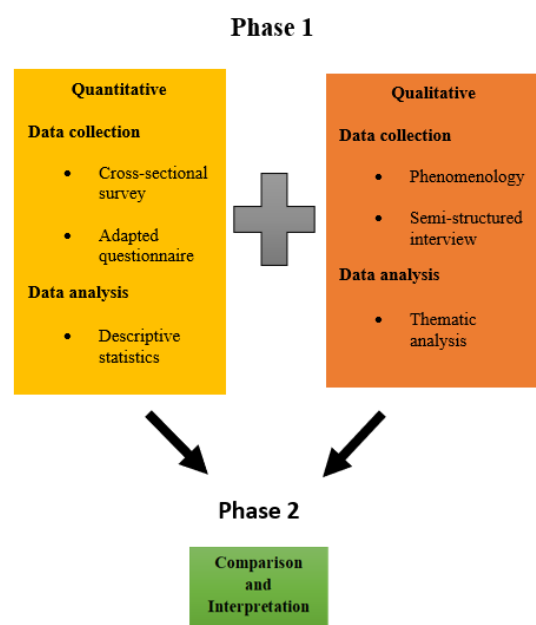 Phase 1
Quantitative
Data collection
• Cross-sectional
survey
• Adapted
questionnaire
Data analysis
• Descriptive
statistics
Qualitative
Data collection
• Phenomenology
• Semi-structured
interview
Data analysis
• Thematic
analysis
Phase 2
Comparison
and
Interpretation